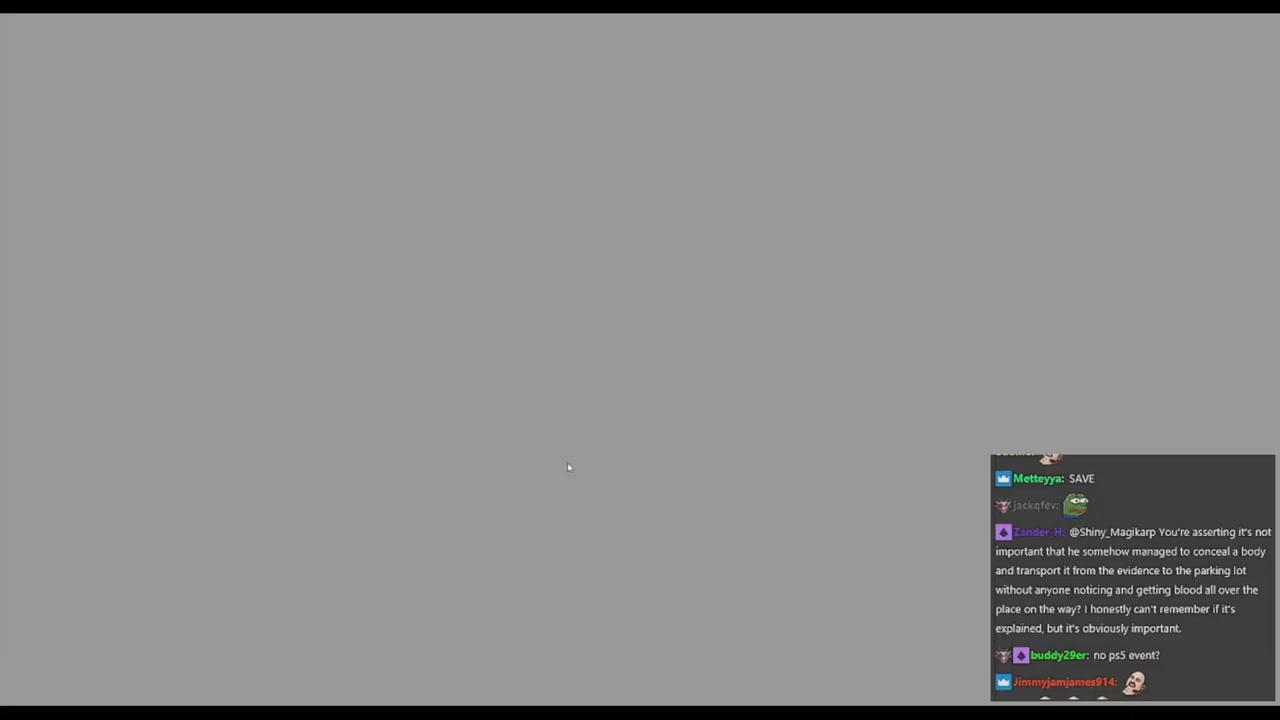 Metteyya: SAVE
jackqfev:
Zander_H: @Shiny_Magikarp You're asserting it's not
important that he somehow managed to conceal a body
and transport it from the evidence to the parking lot
without anyone noticing and getting blood all over the
place on the way? I honestly can't remember if it's
explained, but it's obviously important.
buddy29er: no ps5 event?
Jimmyjamjames914: